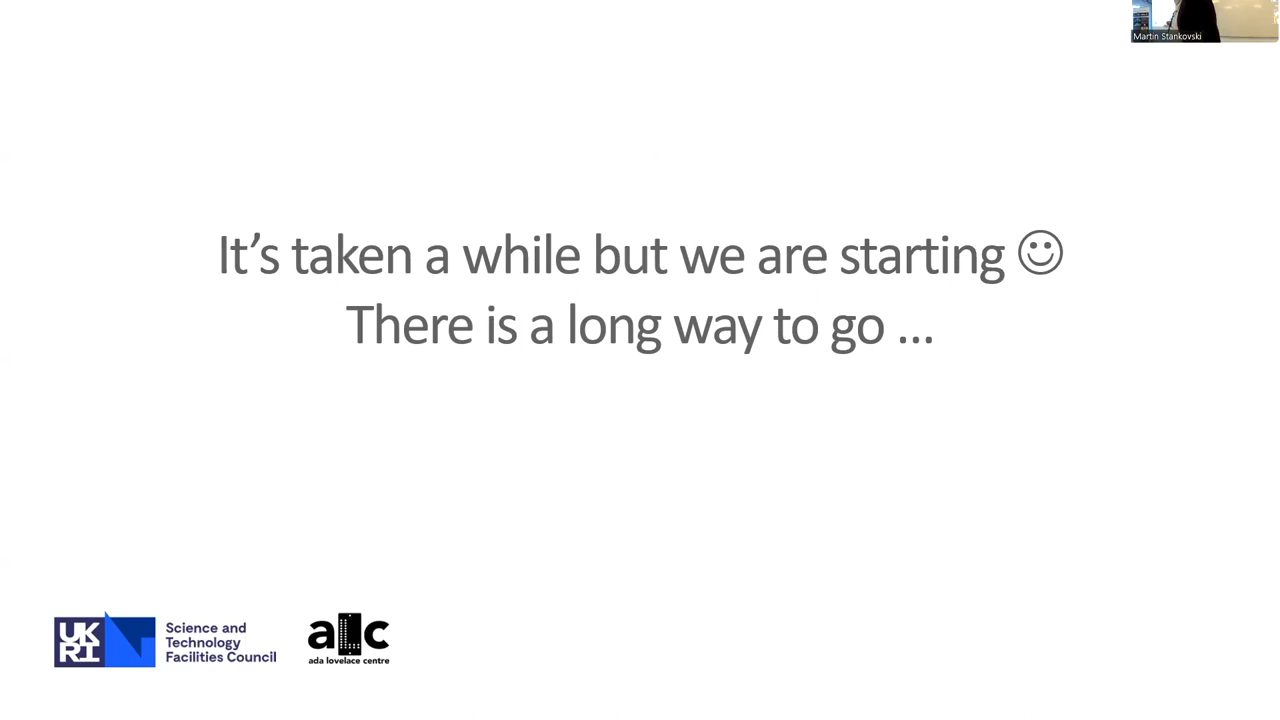 Martin Stankovski
It’s taken a while but we are starting ☺
There is a long way to go ...
UK
RI
Science and
Technology
Facilities Council
alc
ada lovelace centre